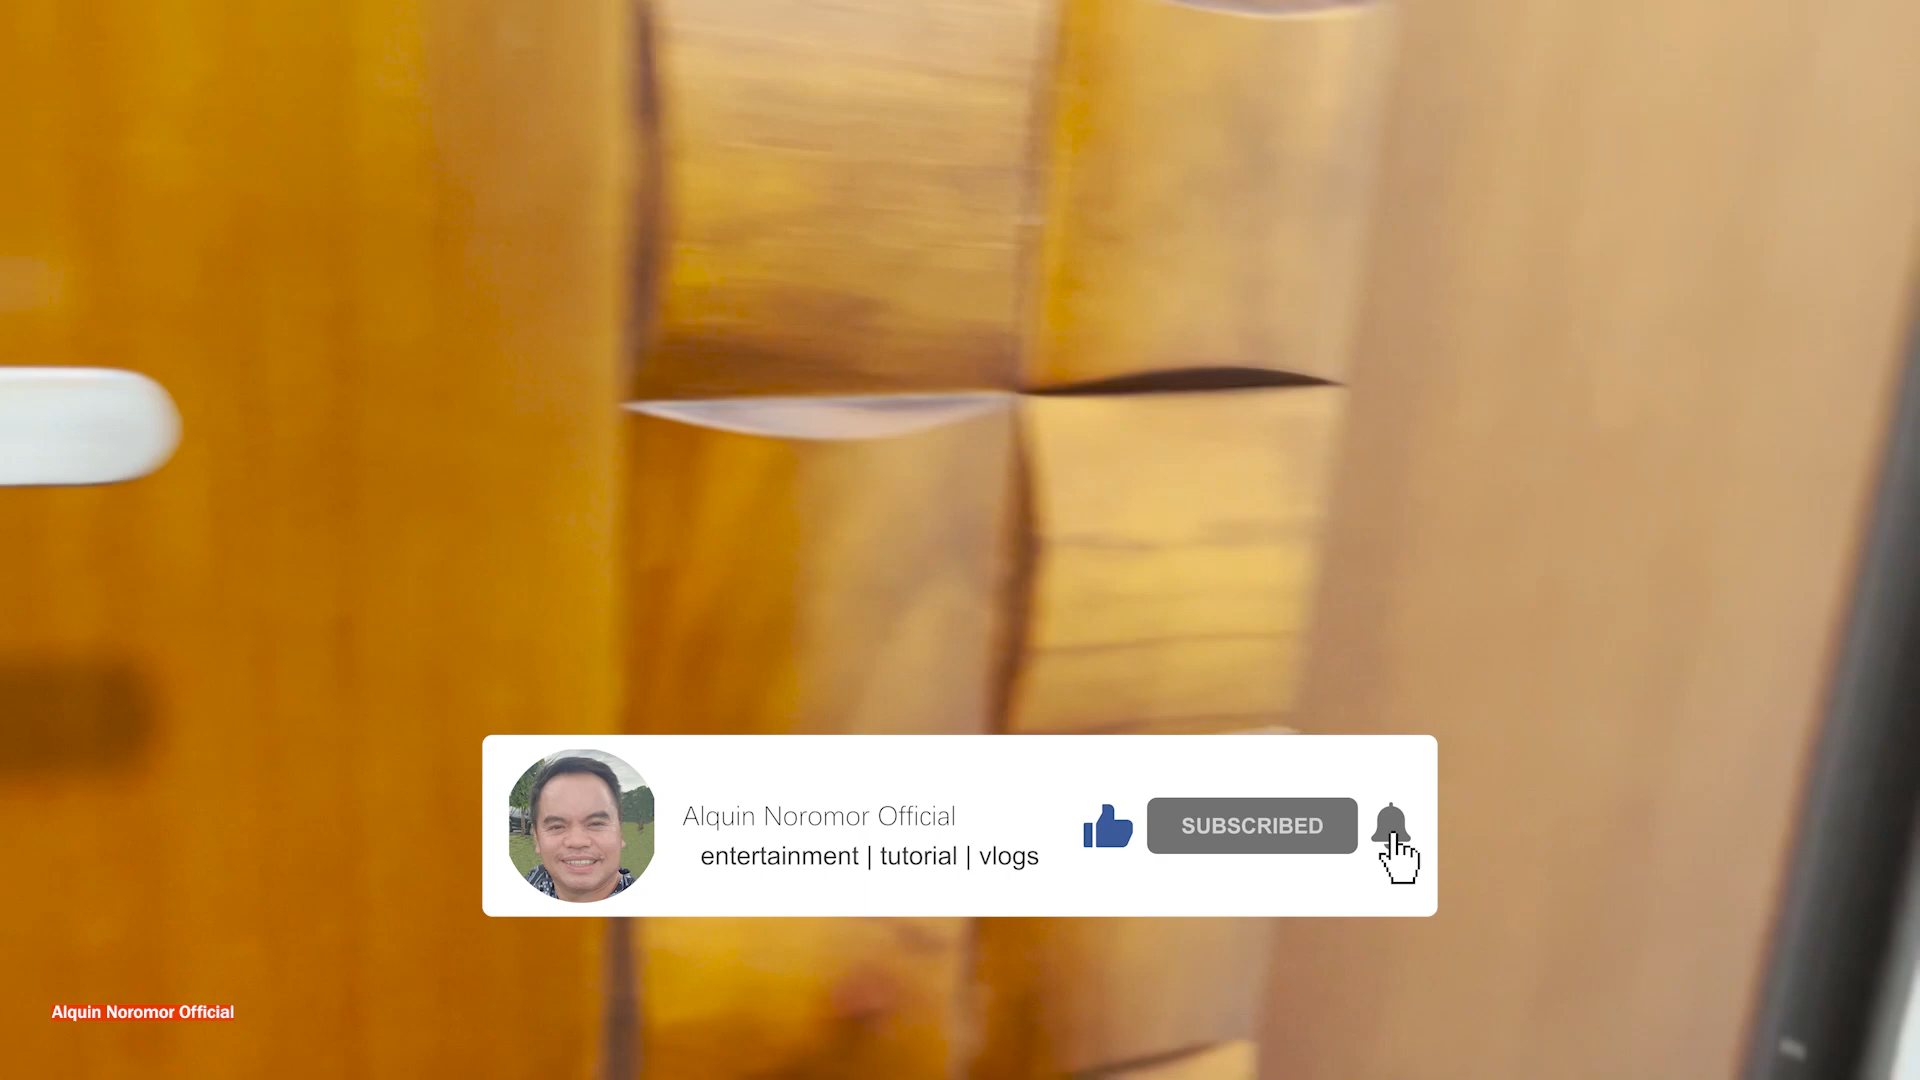 Alquin Noromor Official
entertainment | tutorial | vlogs
SUBSCRIBED
Alquin Noromor Official